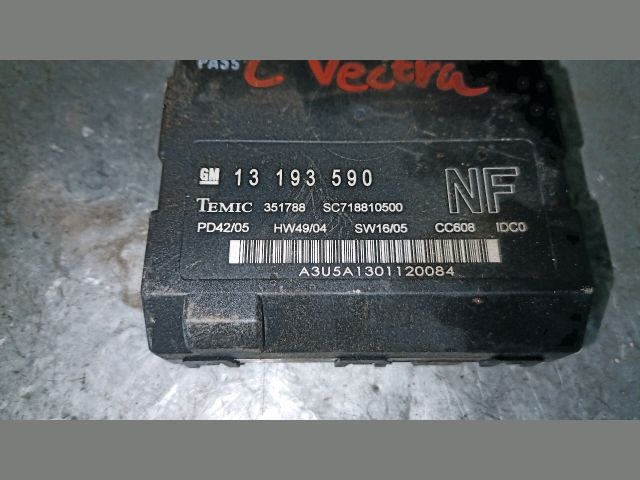 PASS
C Vectra
GM 13 193 590 NF
TEMIC 351788 SC718810500
PD42/05 HW49/04 SW16/05 CC608 IDC0
A3U5A1301120084